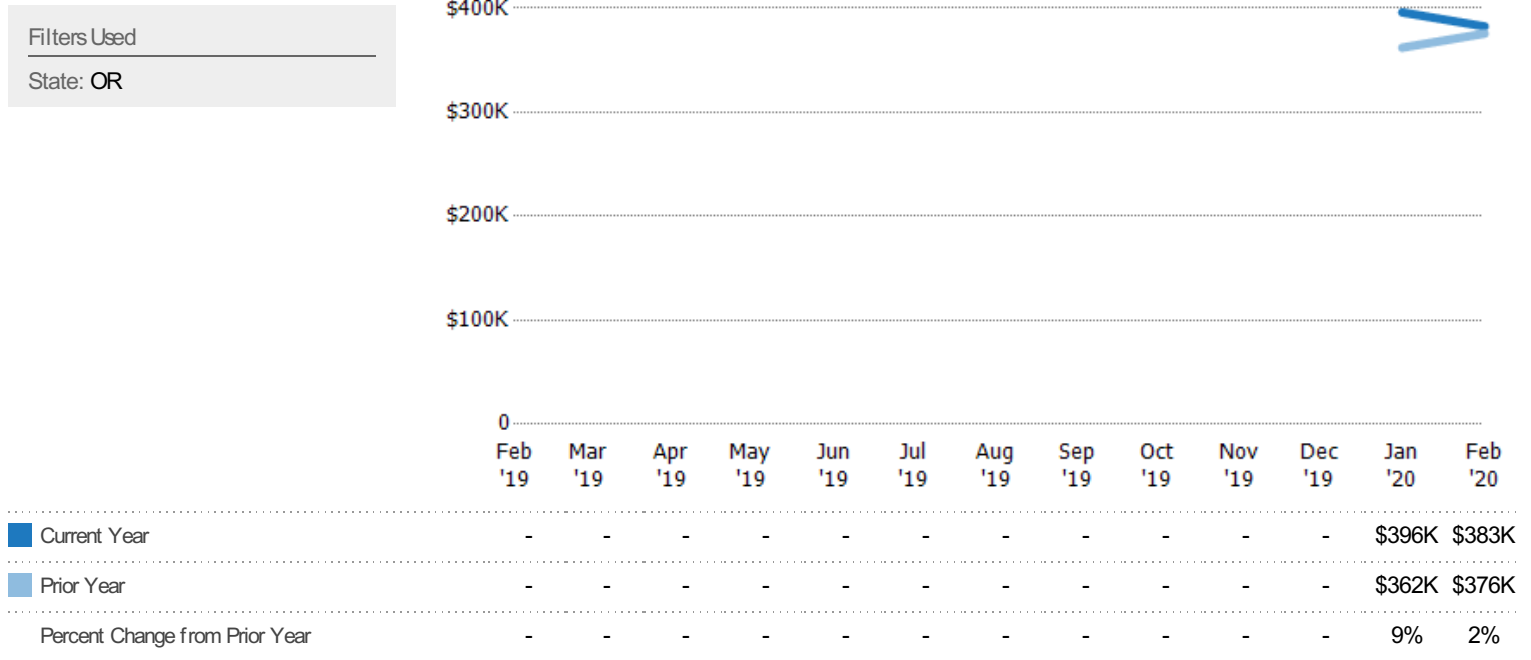 Filters Used
State: OR
$400K
$300K
$200K
$100K
0
Feb Mar Apr May Jun Jul Aug Sep Oct Nov Dec Jan Feb
'19 '19 '19 '19 '19 '19 '19 '19 '19 '19 '19 '20 '20
Current Year - - - - - - - - - - - $396K $383K
Prior Year - - - - - - - - - - - $362K $376K
Percent Change from Prior Year - - - - - - - - - - - 9% 2%